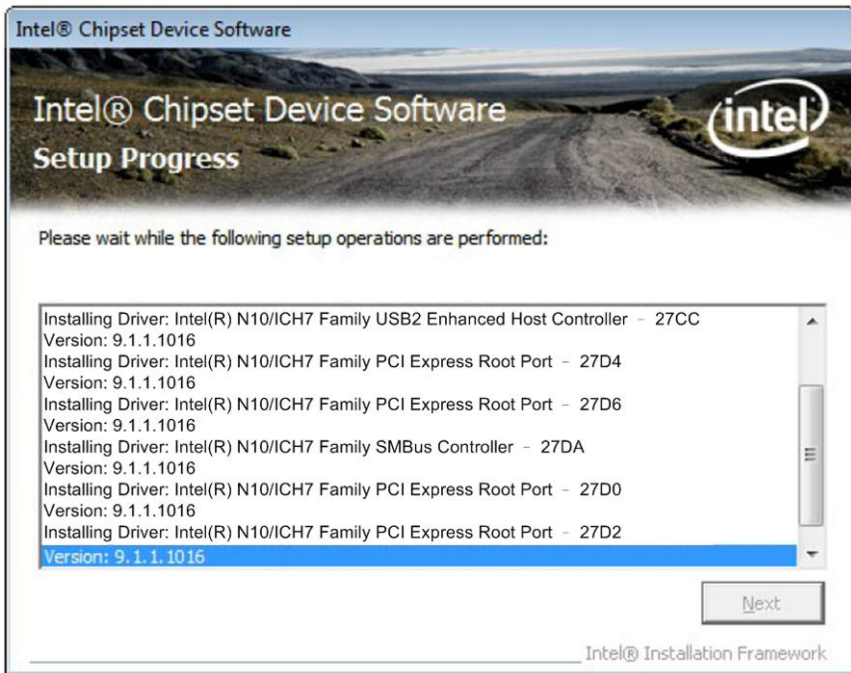 Intel® Chipset Device Software
Intel® Chipset Device Software
intel
Setup Progress
Please wait while the following setup operations are performed:
Installing Driver: Intel(R) N10/ICH7 Family USB2 Enhanced Host Controller - 27CC
Version: 9.1.1.1016
Installing Driver: Intel(R) N10/ICH7 Family PCI Express Root Port - 27D4
Version: 9.1.1.1016
Installing Driver: Intel(R) N10/ICH7 Family PCI Express Root Port - 27D6
Version: 9.1.1.1016
Installing Driver: Intel(R) N10/ICH7 Family SMBus Controller - 27DA
Version: 9.1.1.1016
Installing Driver: Intel(R) N10/ICH7 Family PCI Express Root Port - 27D0
Version: 9.1.1.1016
Installing Driver: Intel(R) N10/ICH7 Family PCI Express Root Port - 27D2
Version: 9.1.1.1016
Next
Intel® Installation Framework